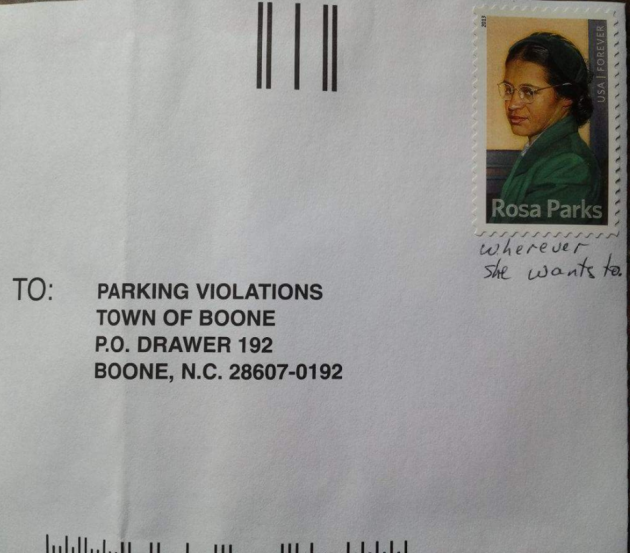 2013
USA | FOREVER
Rosa Parks
wherever
she wants to.
TO:
PARKING VIOLATIONS
TOWN OF BOONE
P.O. DRAWER 192
BOONE, N.C. 28607-0192